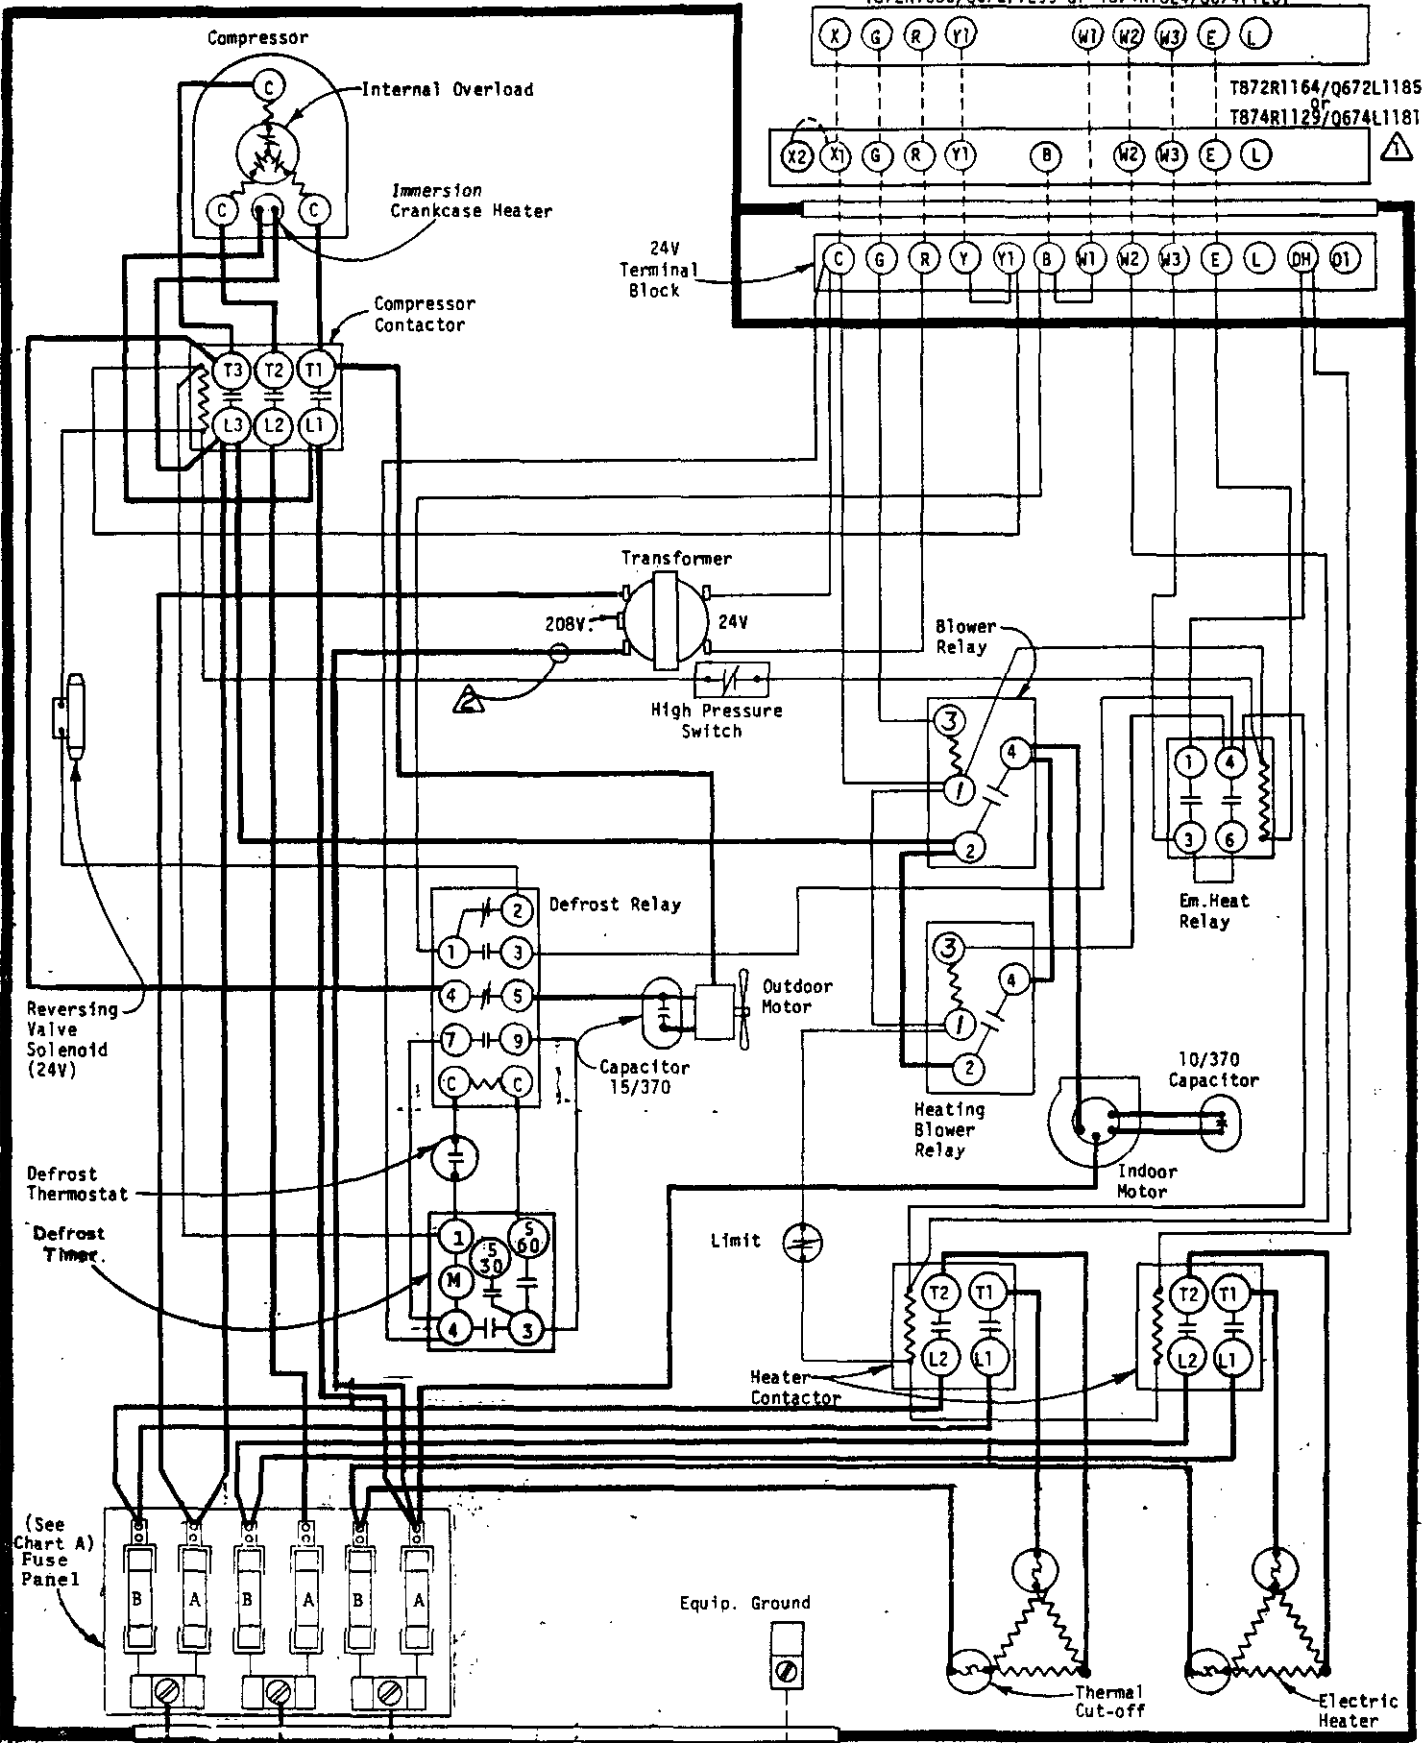 Compressor
X G R Y1 W1 W2 W3 E L
C
Internal Overload
T872R1164/Q672L1185
or
T874R1129/Q674L1181
X2 X1 G R Y1 B W2 W3 E L
1
Immersion
Crankcase Heater
C C
24V
Terminal
Block
C G R Y Y1 B W1 W2 W3 E L DH O1
Compressor
Contactor
T3 T2 T1
L3 L2 L1
Transformer
208V.
24V
2
High Pressure
Switch
Blower
Relay
3
4
1
2
1 4
3 6
Em.Heat
Relay
Defrost Relay
2
1 3
4 5
7 9
C C
Outdoor
Motor
Capacitor
15/370
Reversing
Valve
Solenoid
(24V)
3
4
1
2
Heating
Blower
Relay
10/370
Capacitor
Indoor
Motor
Defrost
Thermostat
Defrost
Timer.
1
S
30
S
60
M
4 3
Limit
T2 T1
L2 L1
T2 T1
L2 L1
Heater
Contactor
(See
Chart A)
Fuse
Panel
B A B A B A
Equip. Ground
Thermal
Cut-off
Electric
Heater